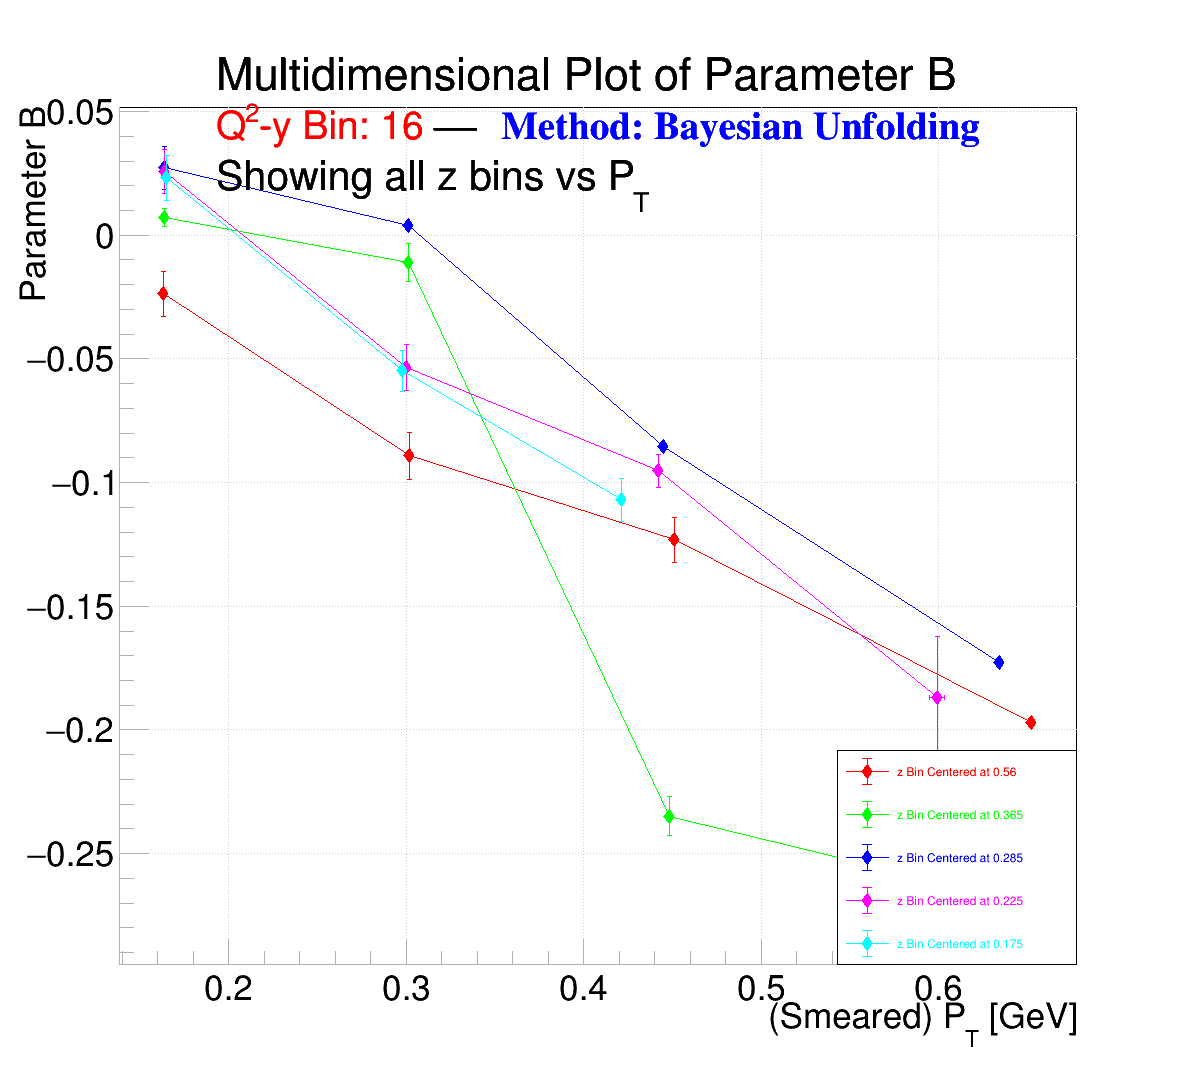 Multidimensional Plot of Parameter B
Q²-y Bin: 16 — Method: Bayesian Unfolding
Showing all z bins vs P_T
Parameter B
0.05
0
−0.05
−0.1
−0.15
−0.2
−0.25
z Bin Centered at 0.56
z Bin Centered at 0.365
z Bin Centered at 0.285
z Bin Centered at 0.225
z Bin Centered at 0.175
0.2 0.3 0.4 0.5 0.6
(Smeared) P_T [GeV]